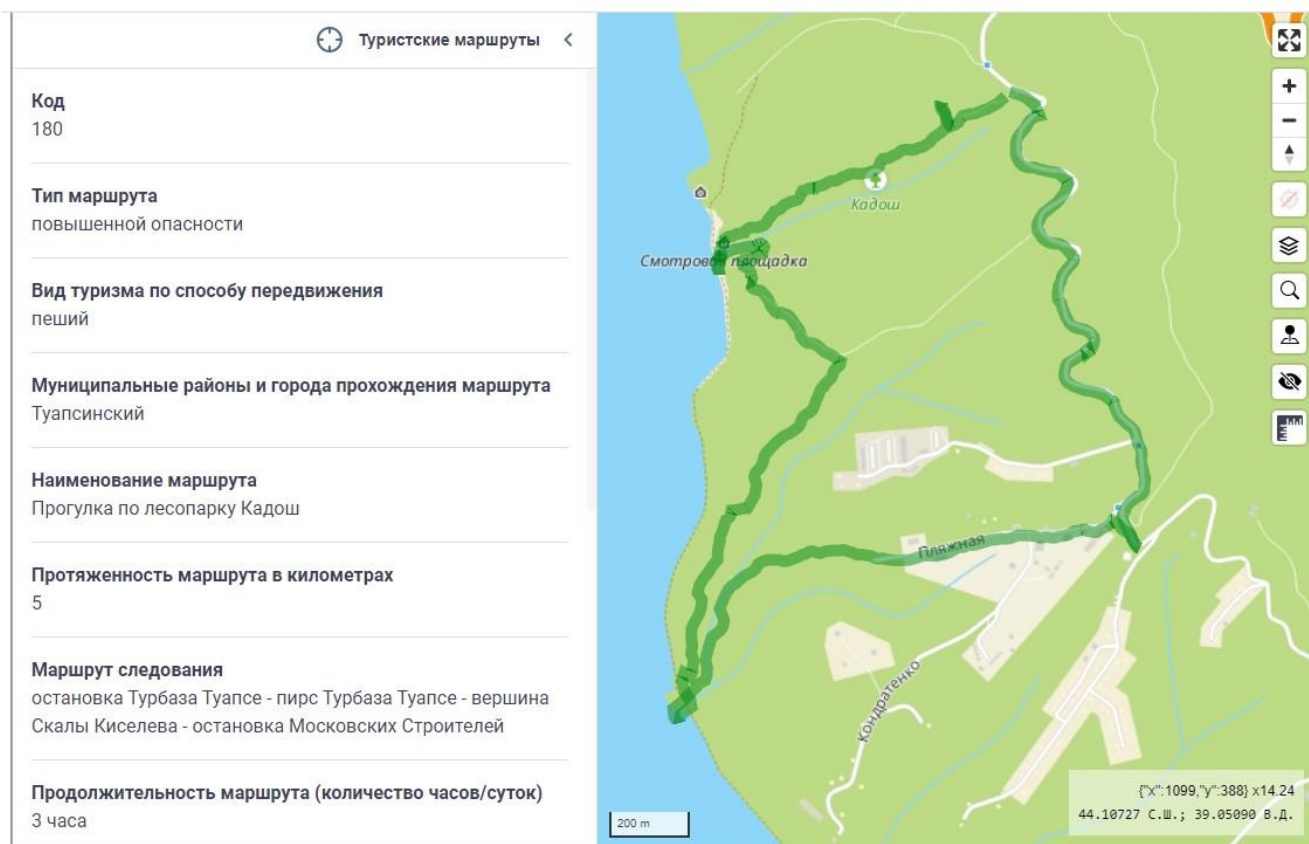 Туристские маршруты
Код
180
Тип маршрута
повышенной опасности
Вид туризма по способу передвижения
пеший
Муниципальные районы и города прохождения маршрута
Туапсинский
Наименование маршрута
Прогулка по лесопарку Кадош
Протяженность маршрута в километрах
5
Маршрут следования
остановка Турбаза Туапсе - пирс Турбаза Туапсе - вершина
Скалы Киселева - остановка Московских Строителей
Продолжительность маршрута (количество часов/суток)
3 часа
Кадош
Смотровая площадка
Пляжная
Кондратенко
200 m
{"x":1099,"y":388} x14.24
44.10727 С.Ш.; 39.05090 В.Д.